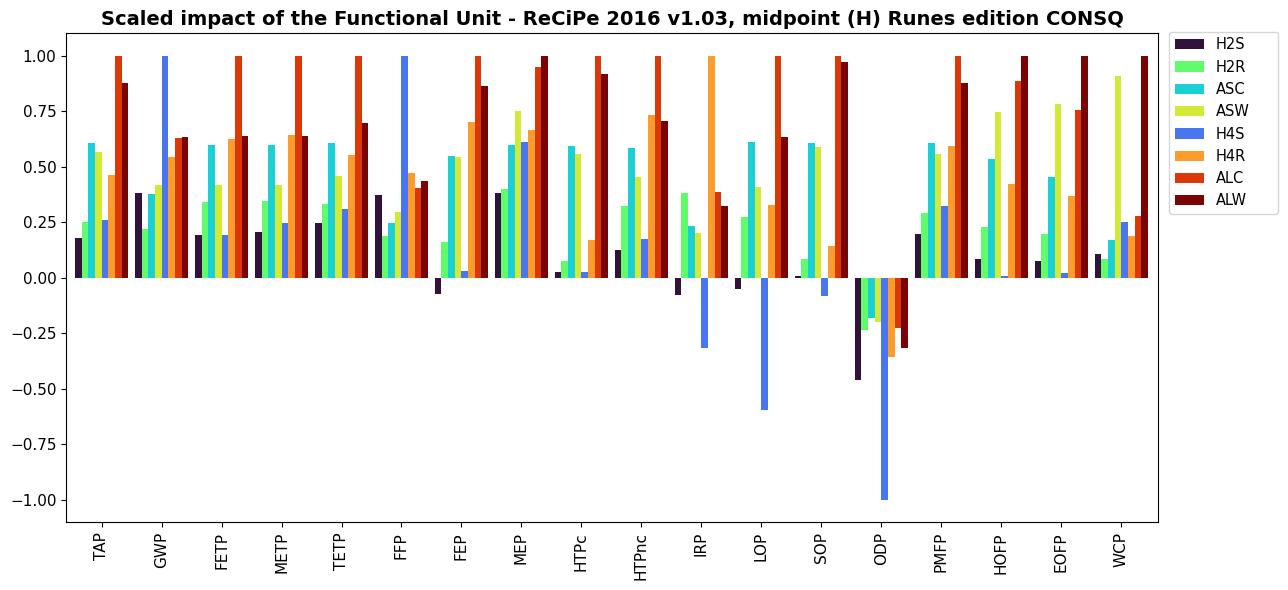 Scaled impact of the Functional Unit - ReCiPe 2016 v1.03, midpoint (H) Runes edition CONSQ
1.00
0.75
0.50
0.25
0.00
−0.25
−0.50
−0.75
−1.00
TAP
GWP
FETP
METP
TETP
FFP
FEP
MEP
HTPc
HTPnc
IRP
LOP
SOP
ODP
PMFP
HOFP
EOFP
WCP
H2S
H2R
ASC
ASW
H4S
H4R
ALC
ALW